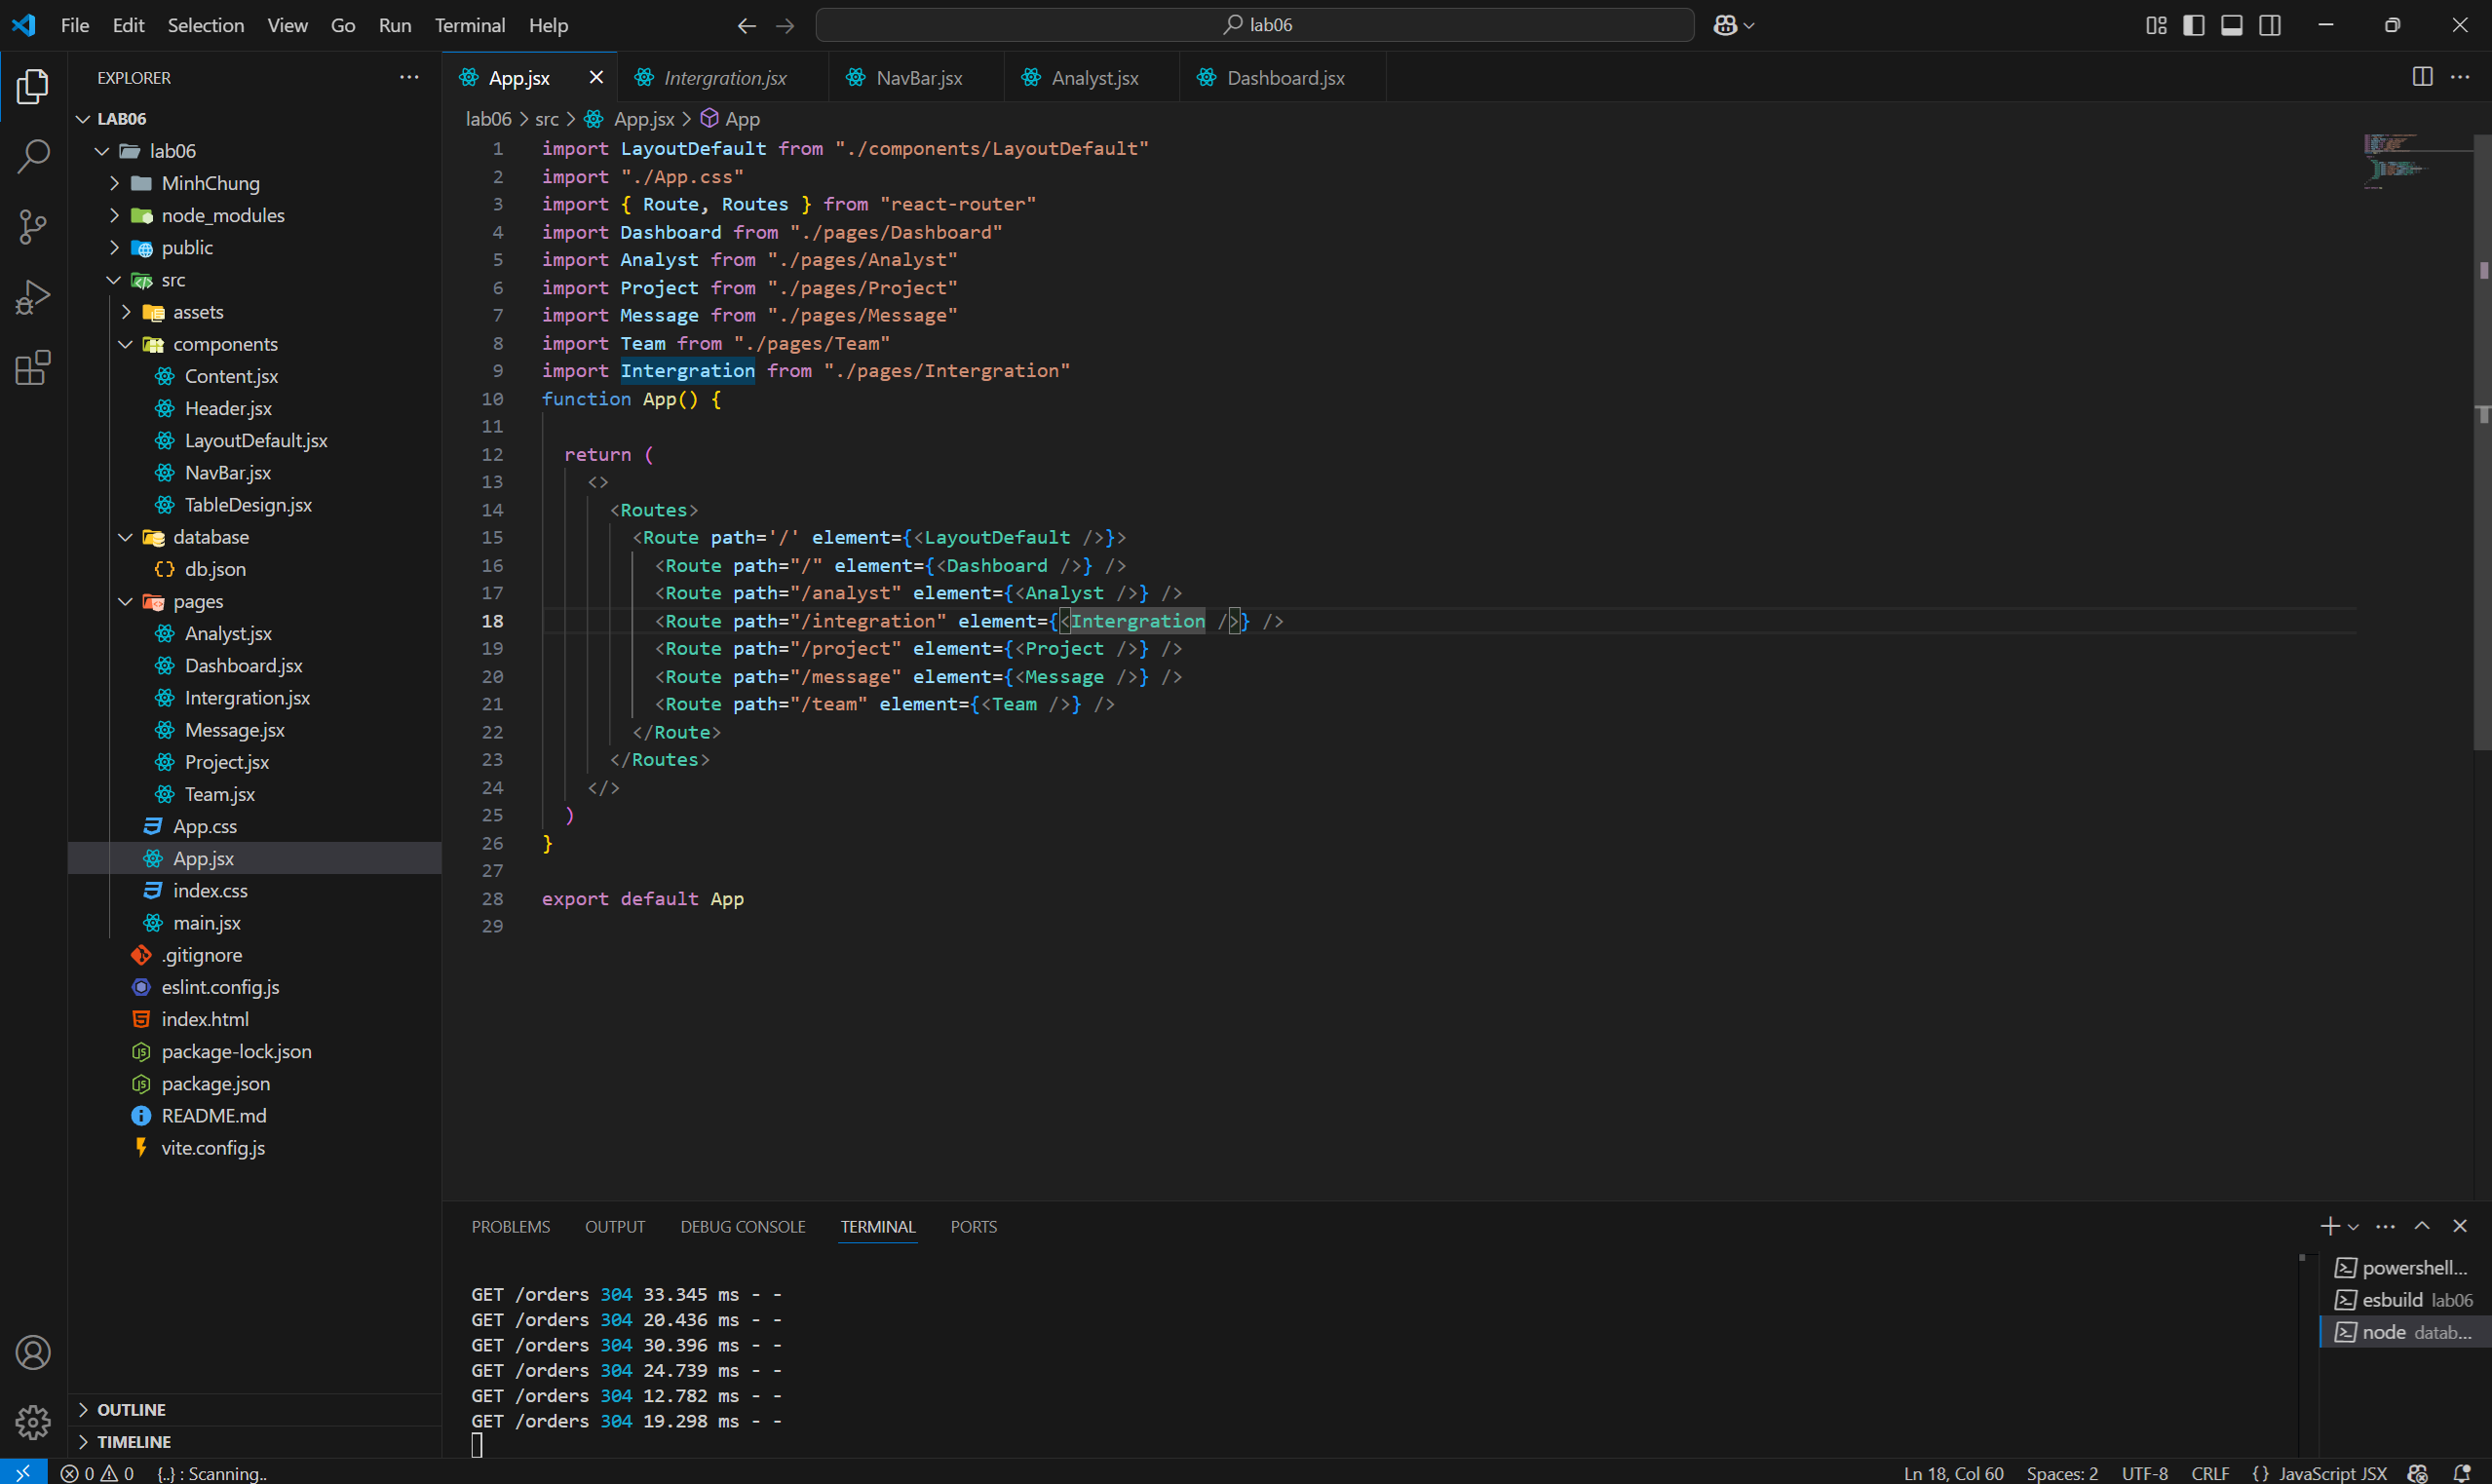 File Edit Selection View Go Run Terminal Help
lab06
EXPLORER
LAB06
lab06
MinhChung
node_modules
public
src
assets
components
Content.jsx
Header.jsx
LayoutDefault.jsx
NavBar.jsx
TableDesign.jsx
database
{} db.json
pages
Analyst.jsx
Dashboard.jsx
Intergration.jsx
Message.jsx
Project.jsx
Team.jsx
App.css
App.jsx
index.css
main.jsx
.gitignore
eslint.config.js
index.html
package-lock.json
package.json
README.md
vite.config.js
OUTLINE
TIMELINE
App.jsx Intergration.jsx NavBar.jsx Analyst.jsx Dashboard.jsx
lab06 > src > App.jsx > App
1 import LayoutDefault from "./components/LayoutDefault"
2 import "./App.css"
3 import { Route, Routes } from "react-router"
4 import Dashboard from "./pages/Dashboard"
5 import Analyst from "./pages/Analyst"
6 import Project from "./pages/Project"
7 import Message from "./pages/Message"
8 import Team from "./pages/Team"
9 import Intergration from "./pages/Intergration"
10 function App() {
11
12 return (
13 <>
14 <Routes>
15 <Route path='/' element={<LayoutDefault />}>
16 <Route path="/" element={<Dashboard />} />
17 <Route path="/analyst" element={<Analyst />} />
18 <Route path="/integration" element={<Intergration />} />
19 <Route path="/project" element={<Project />} />
20 <Route path="/message" element={<Message />} />
21 <Route path="/team" element={<Team />} />
22 </Route>
23 </Routes>
24 </>
25 )
26 }
27
28 export default App
29
PROBLEMS OUTPUT DEBUG CONSOLE TERMINAL PORTS
GET /orders 304 33.345 ms - -
GET /orders 304 20.436 ms - -
GET /orders 304 30.396 ms - -
GET /orders 304 24.739 ms - -
GET /orders 304 12.782 ms - -
GET /orders 304 19.298 ms - -
powershell...
esbuild lab06
node datab...
0 0 {..} : Scanning..
Ln 18, Col 60 Spaces: 2 UTF-8 CRLF {} JavaScript JSX